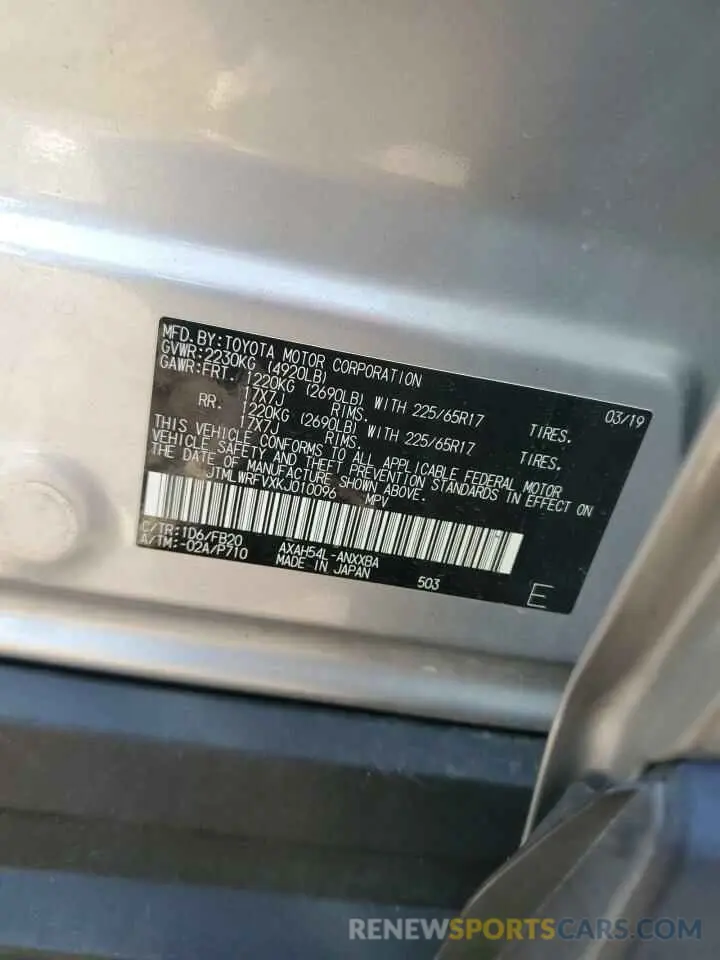 MFD. BY: TOYOTA MOTOR CORPORATION 03/19
GVWR: 2230KG (4920LB)
GAWR: FRT. 1220KG (2690LB) WITH 225/65R17 TIRES.
17X7J RIMS.
RR. 1220KG (2690LB) WITH 225/65R17 TIRES.
17X7J RIMS.
THIS VEHICLE CONFORMS TO ALL APPLICABLE FEDERAL MOTOR
VEHICLE SAFETY AND THEFT PREVENTION STANDARDS IN EFFECT ON
THE DATE OF MANUFACTURE SHOWN ABOVE.
JTMLWRFVXKJ010096 MPV
C/TR: 1D6/FB20 AXAH54L-ANXXBA
A/TM: -02A/P710 MADE IN JAPAN 503 E
RENEWSPORTSCARS.COM